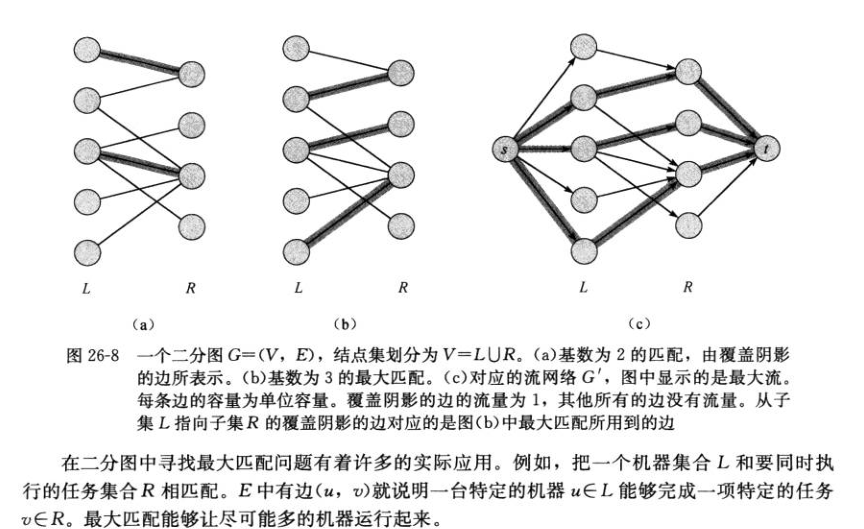 s
t
L
R
L
R
L
R
(a)
(b)
(c)
图 26-8 一个二分图 G=(V, E), 结点集划分为 V=L∪R。(a)基数为 2 的匹配, 由覆盖阴影
的边所表示。(b)基数为 3 的最大匹配。(c)对应的流网络 G′, 图中显示的是最大流。
每条边的容量为单位容量。覆盖阴影的边的流量为 1, 其他所有的边没有流量。从子
集 L 指向子集 R 的覆盖阴影的边对应的是图(b)中最大匹配所用到的边
在二分图中寻找最大匹配问题有着许多的实际应用。例如, 把一个机器集合 L 和要同时执
行的任务集合 R 相匹配。E 中有边(u, v)就说明一台特定的机器 u∈L 能够完成一项特定的任务
v∈R。最大匹配能够让尽可能多的机器运行起来。